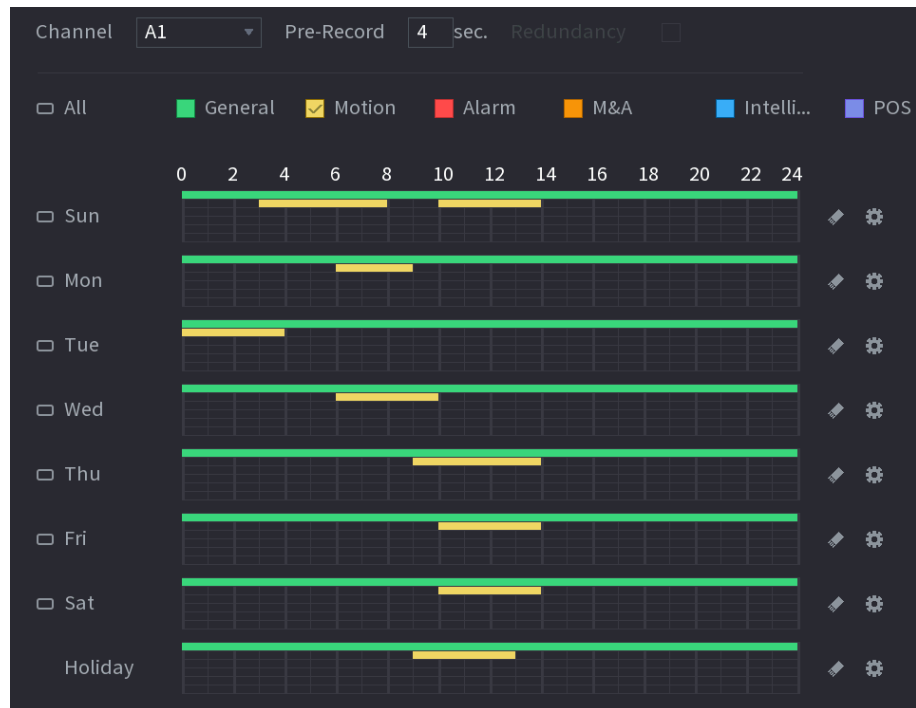 Channel A1 Pre-Record 4 sec. Redundancy
All General Motion Alarm M&A Intelli... POS
0 2 4 6 8 10 12 14 16 18 20 22 24
Sun
Mon
Tue
Wed
Thu
Fri
Sat
Holiday